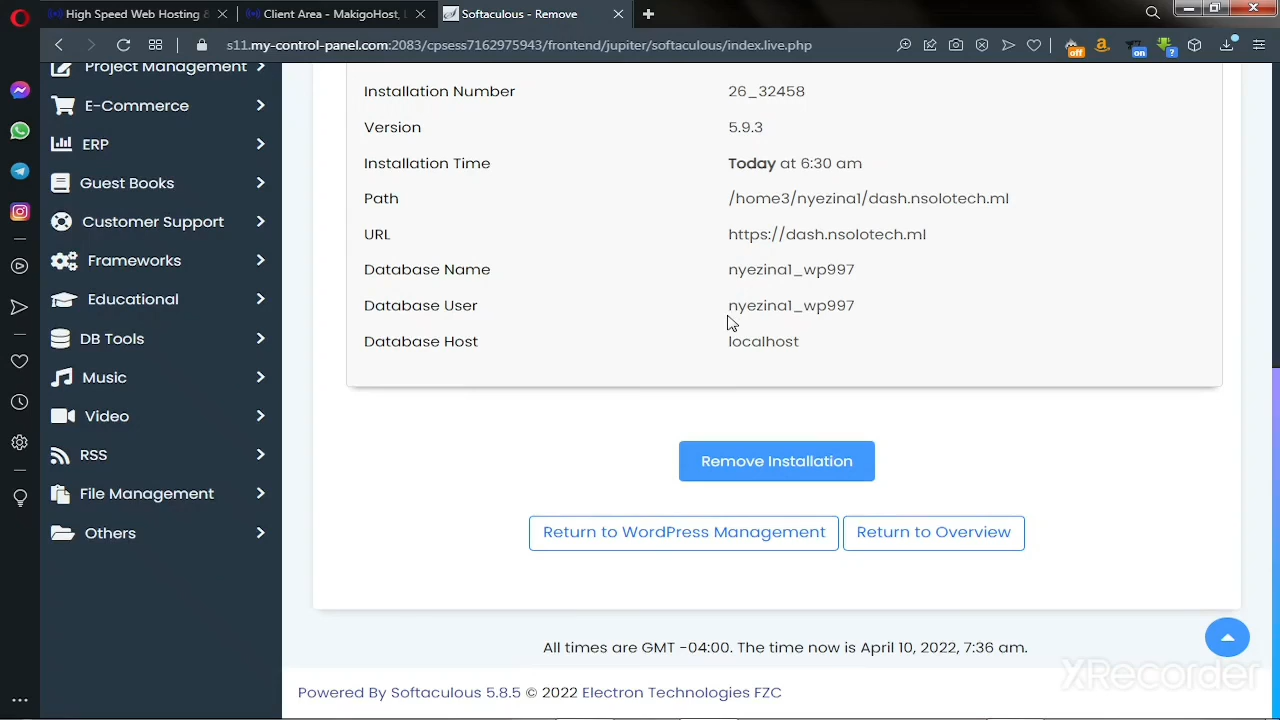 High Speed Web Hosting &
Client Area - MakigoHost, L
Softaculous - Remove
s11.my-control-panel.com:2083/cpsess7162975943/frontend/jupiter/softaculous/index.live.php
off
on
?
Project Management
E-Commerce
ERP
Guest Books
Customer Support
Frameworks
Educational
DB Tools
Music
Video
RSS
File Management
Others
Installation Number 26_32458
Version 5.9.3
Installation Time Today at 6:30 am
Path /home3/nyezina1/dash.nsolotech.ml
URL https://dash.nsolotech.ml
Database Name nyezina1_wp997
Database User nyezina1_wp997
Database Host localhost
Remove Installation
Return to WordPress Management Return to Overview
All times are GMT -04:00. The time now is April 10, 2022, 7:36 am.
XRecorder
Powered By Softaculous 5.8.5 © 2022 Electron Technologies FZC